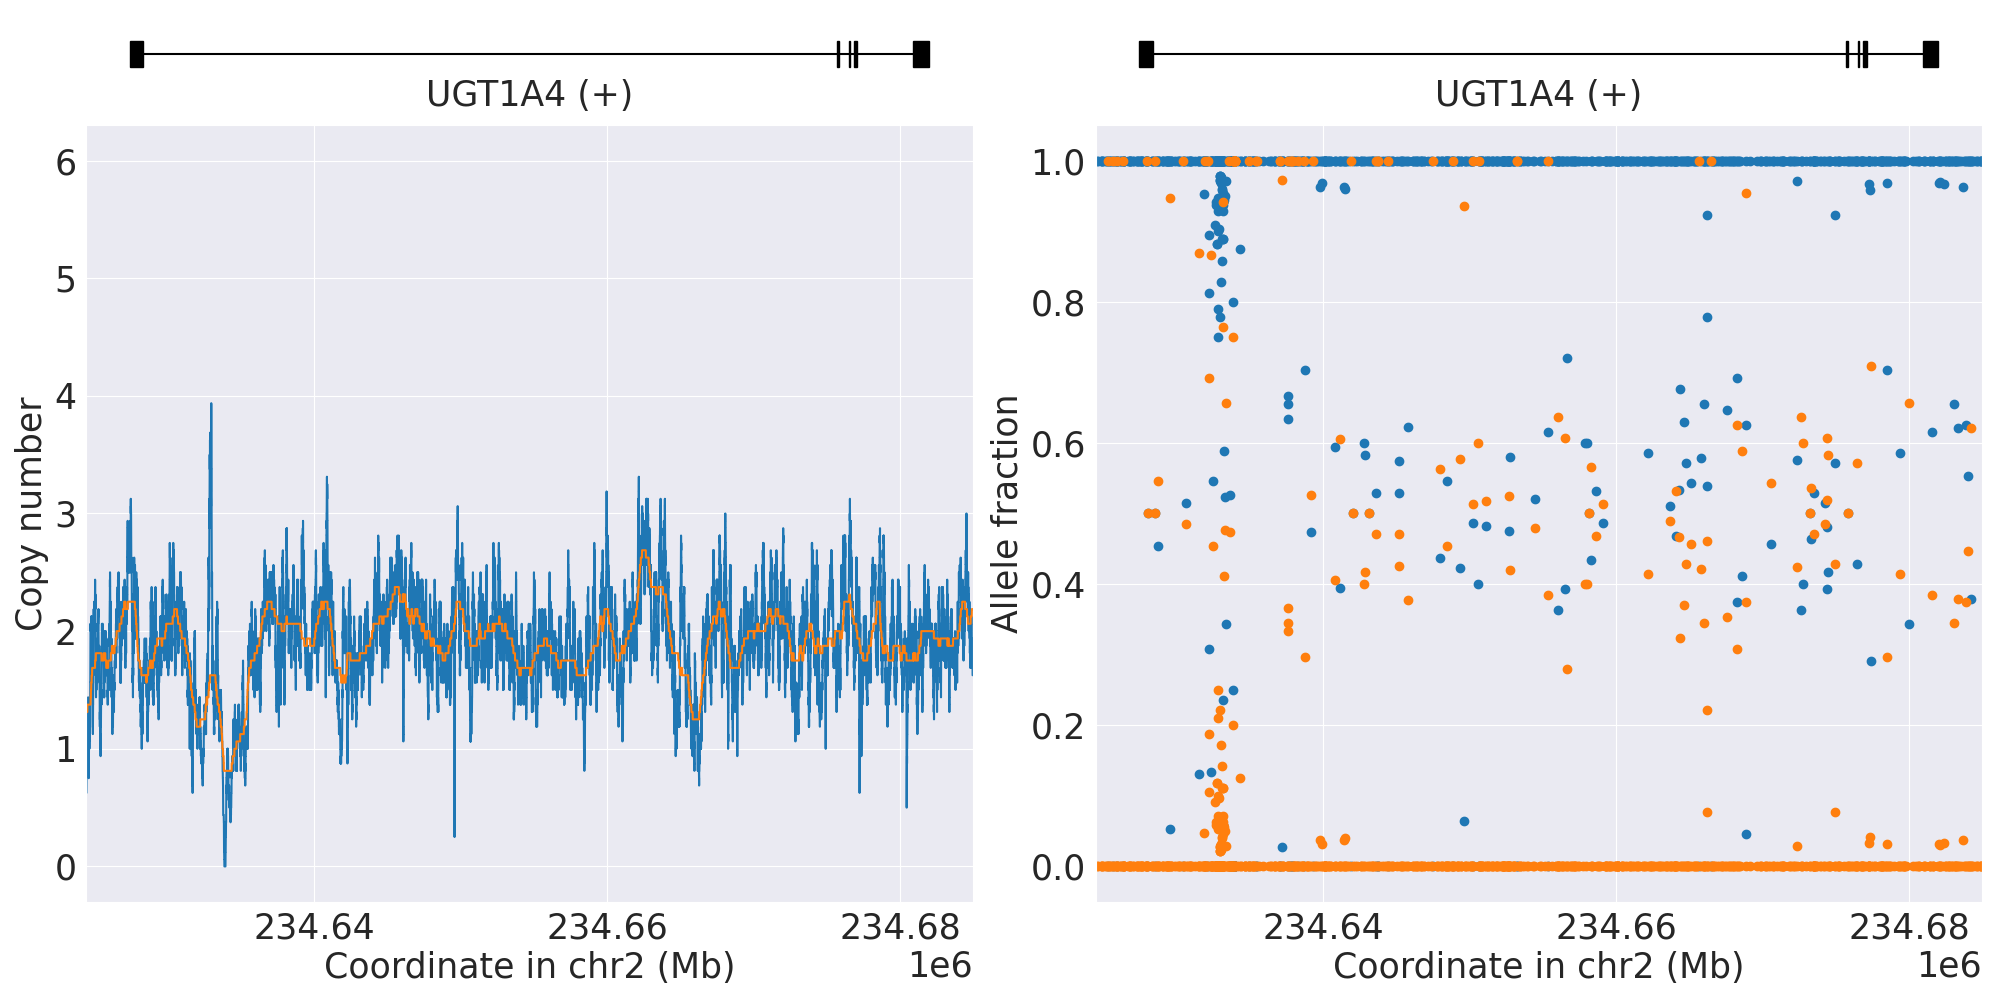 UGT1A4 (+)
6
5
4
3
2
1
0
Copy number
234.64 234.66 234.68
1e6
Coordinate in chr2 (Mb)
UGT1A4 (+)
1.0
0.8
0.6
0.4
0.2
0.0
Allele fraction
234.64 234.66 234.68
1e6
Coordinate in chr2 (Mb)